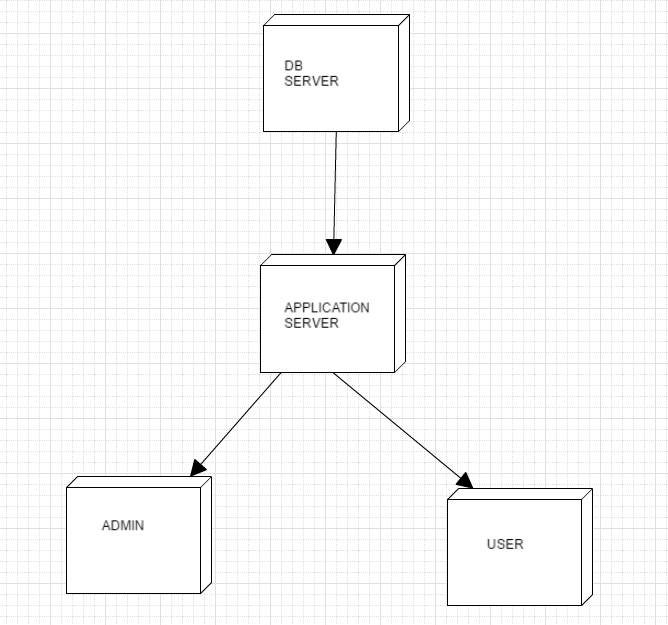 DB
SERVER
APPLICATION
SERVER
ADMIN
USER